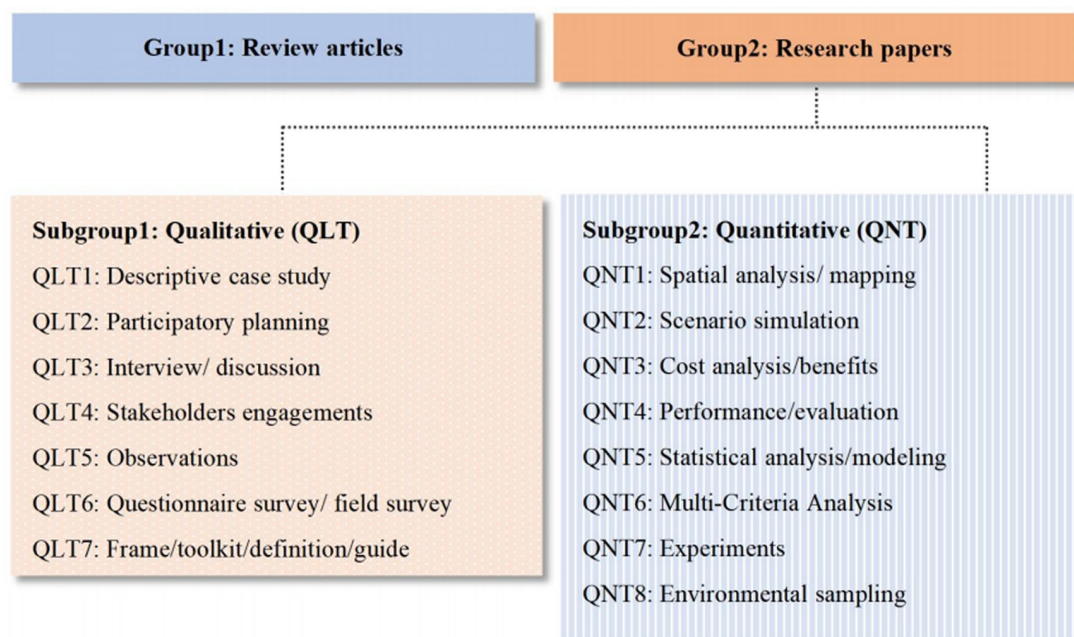 Group1: Review articles
Group2: Research papers
Subgroup1: Qualitative (QLT)
QLT1: Descriptive case study
QLT2: Participatory planning
QLT3: Interview/ discussion
QLT4: Stakeholders engagements
QLT5: Observations
QLT6: Questionnaire survey/ field survey
QLT7: Frame/toolkit/definition/guide
Subgroup2: Quantitative (QNT)
QNT1: Spatial analysis/ mapping
QNT2: Scenario simulation
QNT3: Cost analysis/benefits
QNT4: Performance/evaluation
QNT5: Statistical analysis/modeling
QNT6: Multi-Criteria Analysis
QNT7: Experiments
QNT8: Environmental sampling